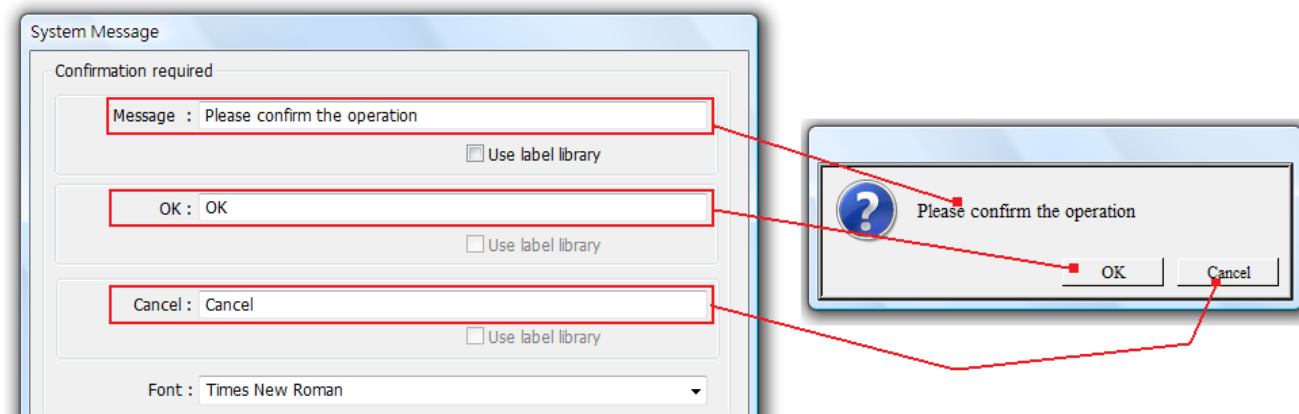 System Message
Confirmation required
Message : Please confirm the operation
Use label library
OK : OK
Use label library
Cancel : Cancel
Use label library
Font : Times New Roman
?
Please confirm the operation
OK Cancel